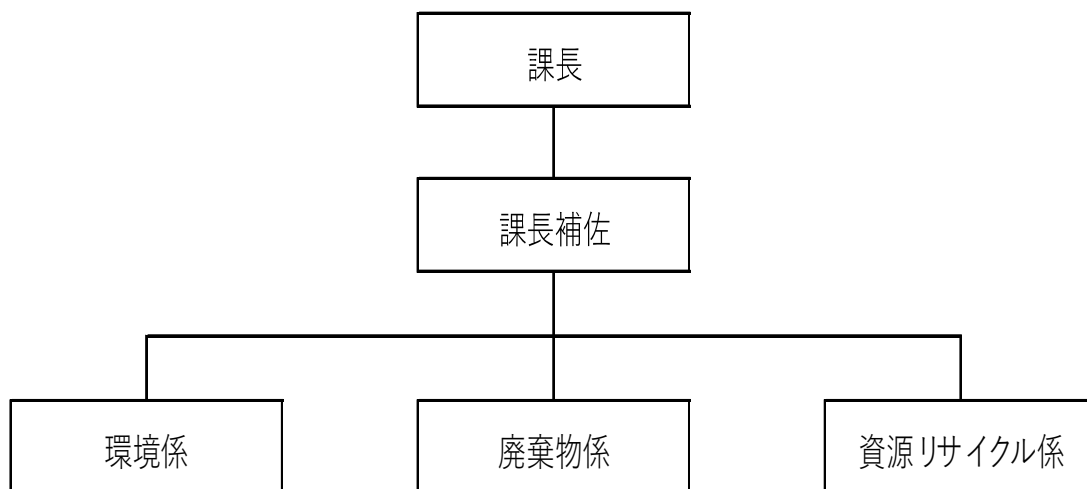 課長
課長補佐
環境係
廃棄物係
資源リサイクル係